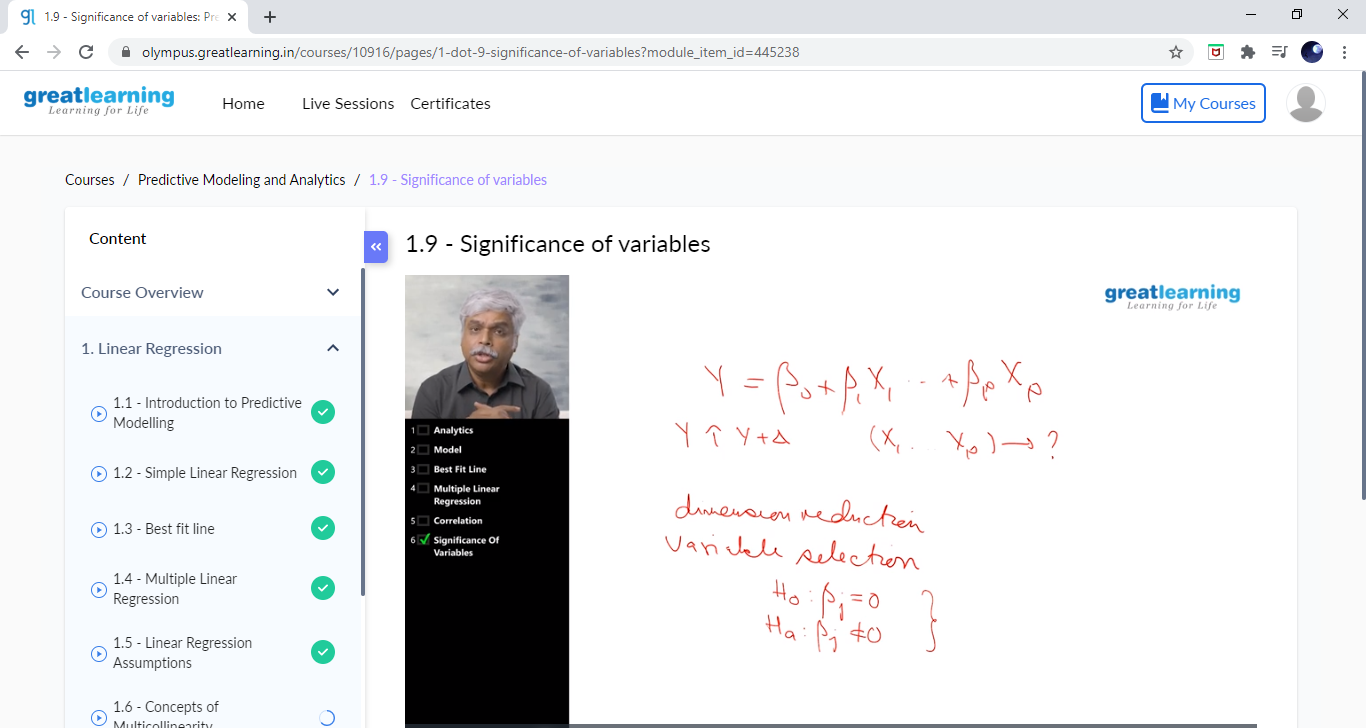 1.9 - Significance of variables: Pre
olympus.greatlearning.in/courses/10916/pages/1-dot-9-significance-of-variables?module_item_id=445238
greatlearning
Learning for Life
Home
Live Sessions
Certificates
My Courses
Courses / Predictive Modeling and Analytics / 1.9 - Significance of variables
Content
Course Overview
1. Linear Regression
1.1 - Introduction to Predictive
Modelling
1.2 - Simple Linear Regression
1.3 - Best fit line
1.4 - Multiple Linear
Regression
1.5 - Linear Regression
Assumptions
1.6 - Concepts of
Multicollinearity
1.9 - Significance of variables
1 Analytics
2 Model
3 Best Fit Line
4 Multiple Linear
Regression
5 Correlation
6 Significance Of
Variables
greatlearning
Learning for Life
Y = β₀ + β₁ X₁ .. + βₚ Xₚ
Y ↑ Y + Δ (X₁ ... Xₚ) → ?
dimension reduction
Variable selection
H₀ : βⱼ = 0
Hₐ : βⱼ ≠ 0 }